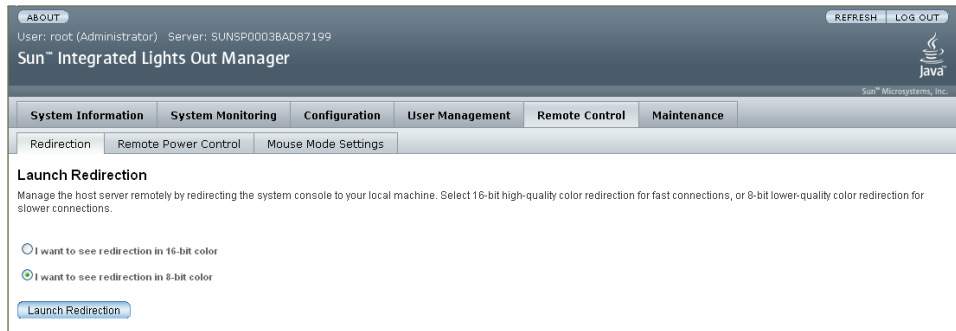 ABOUT
REFRESH LOG OUT
User: root (Administrator) Server: SUNSP0003BAD87199
Sun™ Integrated Lights Out Manager
Java™
Sun™ Microsystems, Inc.
System Information System Monitoring Configuration User Management Remote Control Maintenance
Redirection Remote Power Control Mouse Mode Settings
Launch Redirection
Manage the host server remotely by redirecting the system console to your local machine. Select 16-bit high-quality color redirection for fast connections, or 8-bit lower-quality color redirection for
slower connections.
I want to see redirection in 16-bit color
I want to see redirection in 8-bit color
Launch Redirection